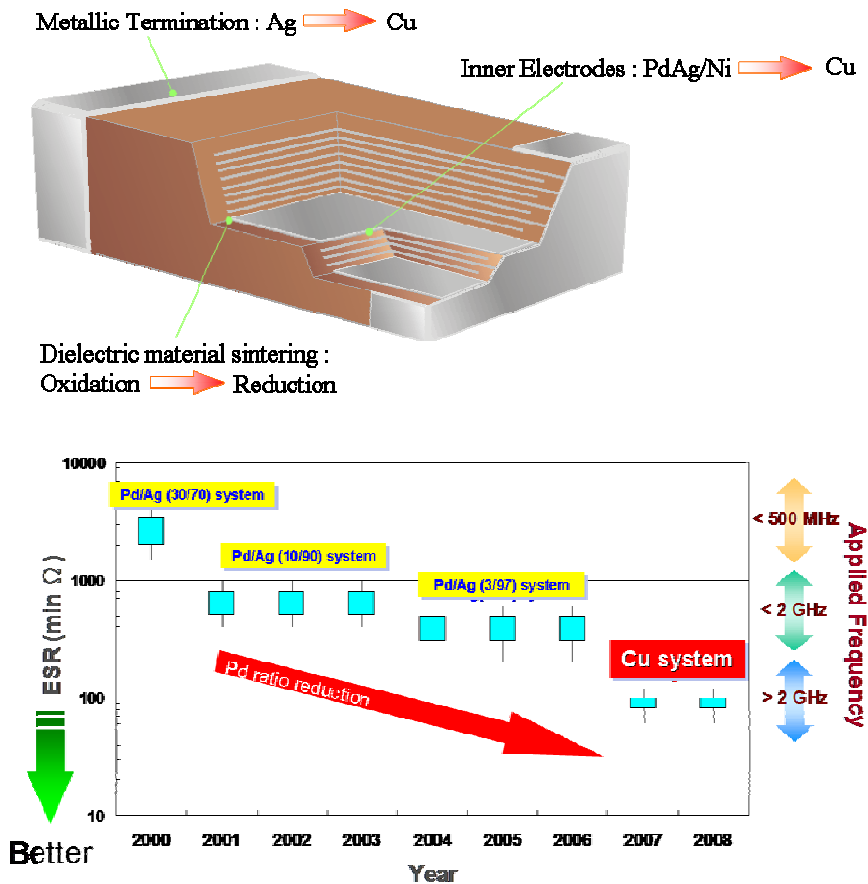 Metallic Termination : Ag Cu
Inner Electrodes : PdAg/Ni Cu
Dielectric material sintering :
Oxidation Reduction
10000
1000
100
10
ESR (min Ω)
Better
Pd/Ag (30/70) system
Pd/Ag (10/90) system
Pd/Ag (3/97) system
Cu system
Pd ratio reduction
< 500 MHz
< 2 GHz
> 2 GHz
Applied Frequency
2000 2001 2002 2003 2004 2005 2006 2007 2008
Year